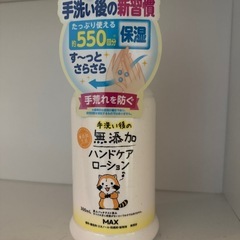 手洗い後の新習慣
たっぷり使える
約550回分
保湿
す〜っと
さらさら
手荒れを防ぐ
手洗い後の
無添加
ハンドケア
ローション
MAX